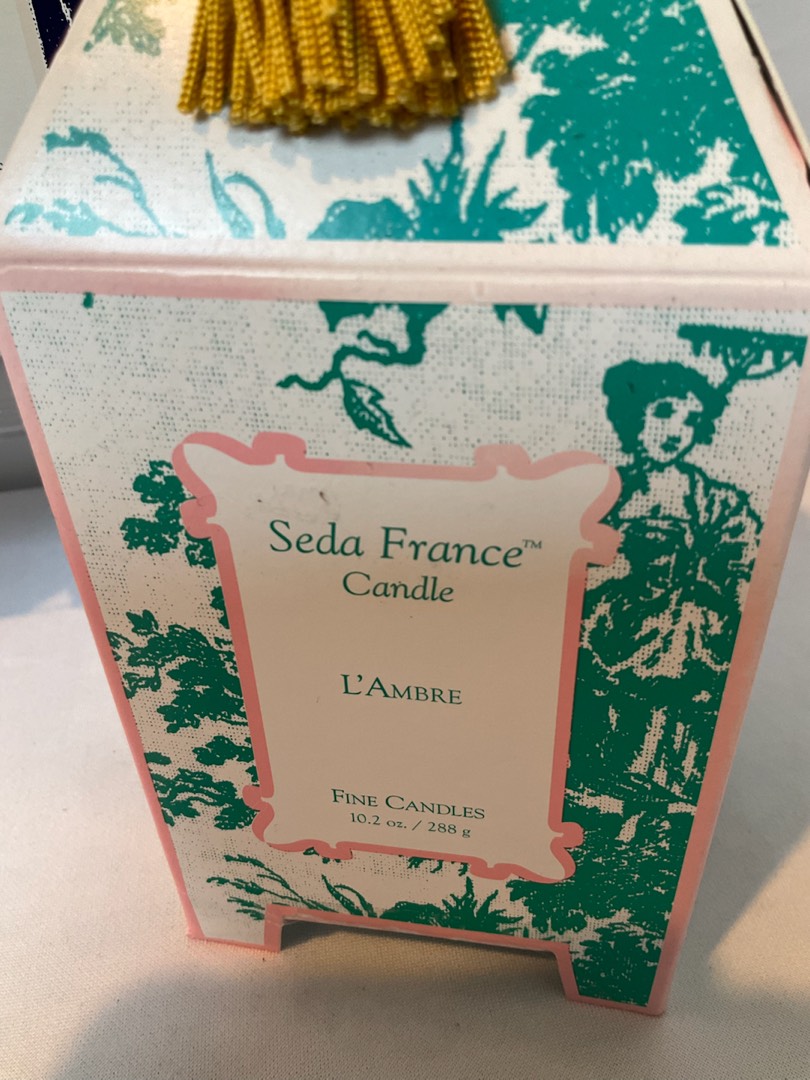 Seda France™
Candle
L'AMBRE
FINE CANDLES
10.2 oz. / 288 g